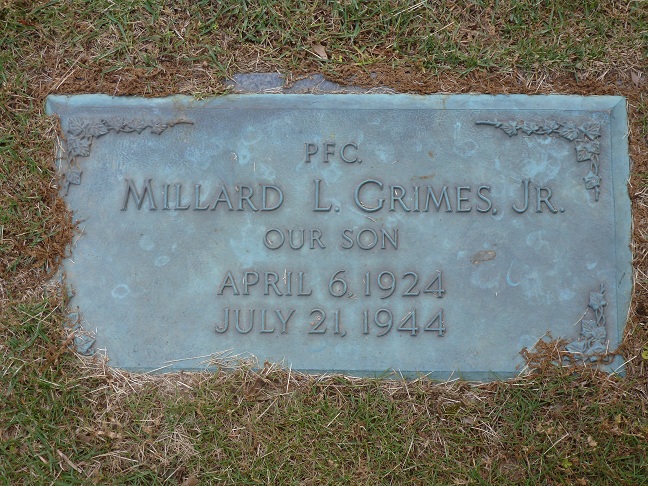 PFC.
MILLARD L. GRIMES, JR.
OUR SON
APRIL 6, 1924
JULY 21, 1944